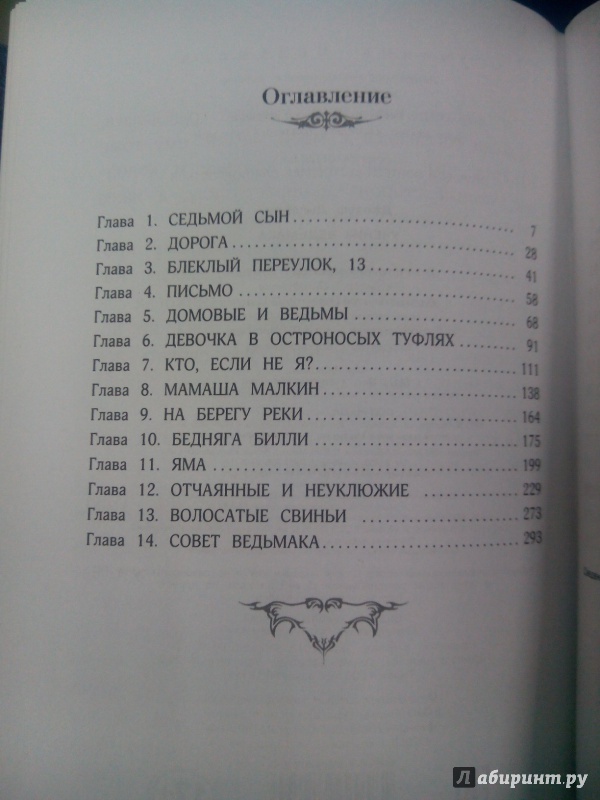 Оглавление
Глава 1. СЕДЬМОЙ СЫН 7
Глава 2. ДОРОГА 28
Глава 3. БЛЕКЛЫЙ ПЕРЕУЛОК, 13 41
Глава 4. ПИСЬМО 58
Глава 5. ДОМОВЫЕ И ВЕДЬМЫ 68
Глава 6. ДЕВОЧКА В ОСТРОНОСЫХ ТУФЛЯХ 91
Глава 7. КТО, ЕСЛИ НЕ Я? 111
Глава 8. МАМАША МАЛКИН 138
Глава 9. НА БЕРЕГУ РЕКИ 164
Глава 10. БЕДНЯГА БИЛЛИ 175
Глава 11. ЯМА 199
Глава 12. ОТЧАЯННЫЕ И НЕУКЛЮЖИЕ 229
Глава 13. ВОЛОСАТЫЕ СВИНЬИ 273
Глава 14. СОВЕТ ВЕДЬМАКА 293
Лабиринт.ру